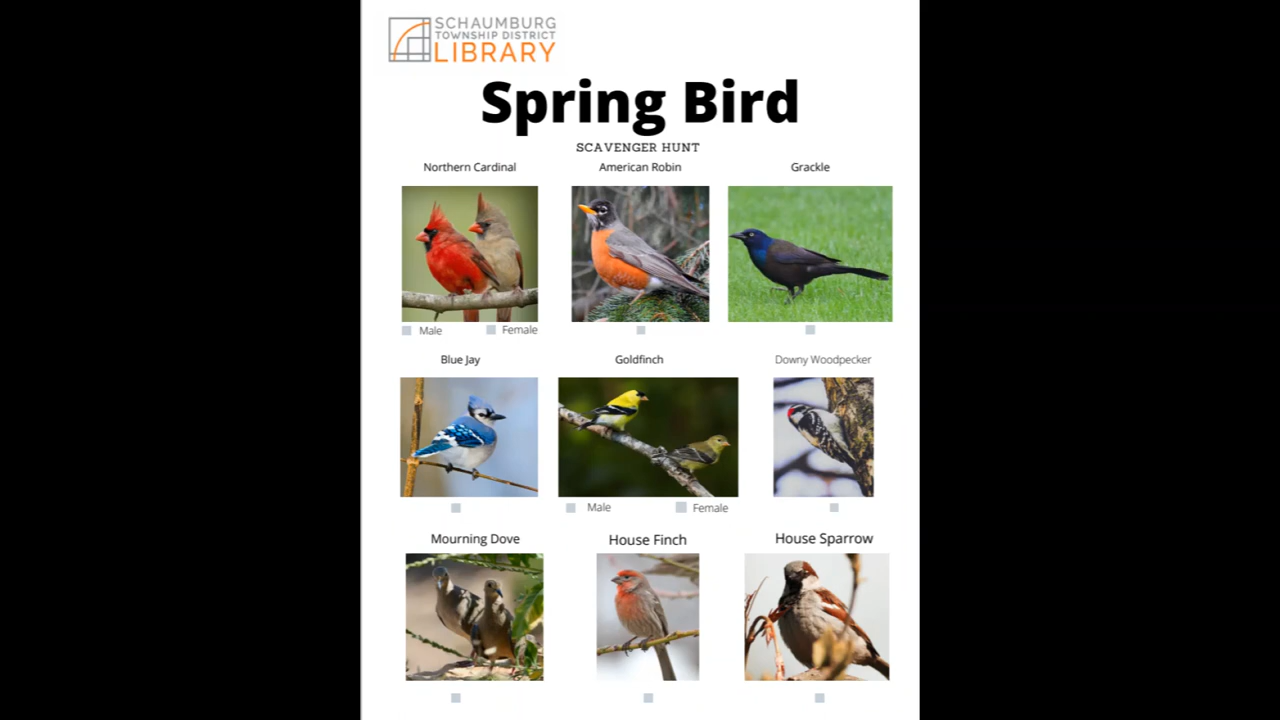 SCHAUMBURG
TOWNSHIP DISTRICT
LIBRARY
Spring Bird
SCAVENGER HUNT
Northern Cardinal
American Robin
Grackle
Male
Female
Blue Jay
Goldfinch
Downy Woodpecker
Male
Female
Mourning Dove
House Finch
House Sparrow